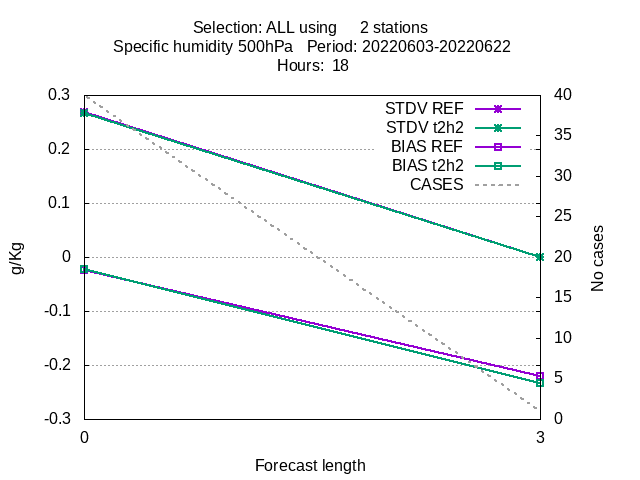 Selection: ALL using     2 stations
Specific humidity 500hPa   Period: 20220603-20220622
Hours:  18
0.3
0.2
0.1
0
-0.1
-0.2
-0.3
40
35
30
25
20
15
10
5
0
STDV REF
STDV t2h2
BIAS REF
BIAS t2h2
CASES
g/Kg
No cases
0
3
Forecast length